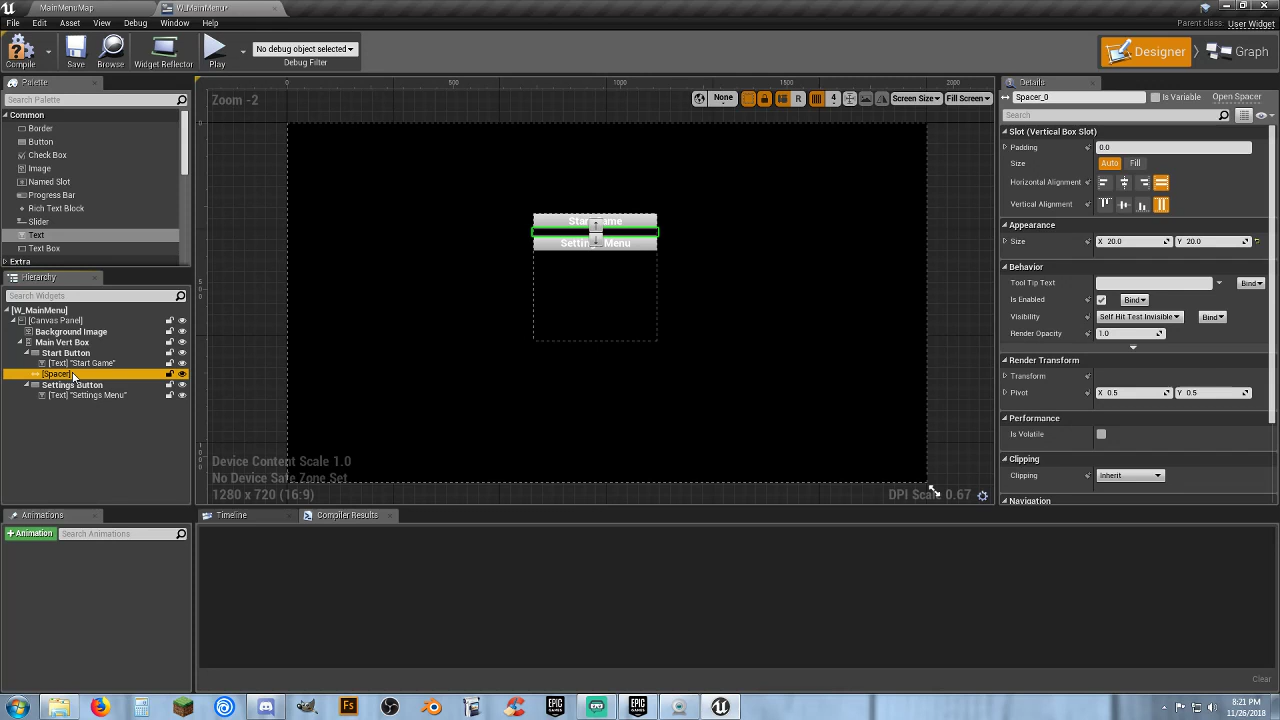 MainMenuMap
W_MainMenu*
File Edit Asset View Debug Window Help
Parent class: User Widget
Compile
Save
Browse
Widget Reflector
Play
No debug object selected
Debug Filter
Designer
Graph
Palette
Search Palette
Common
Border
Button
Check Box
Image
Named Slot
Progress Bar
Rich Text Block
Slider
Text
Text Box
Extra
Hierarchy
Search Widgets
[W_MainMenu]
[Canvas Panel]
Background Image
Main Vert Box
Start Button
[Text] "Start Game"
[Spacer]
Settings Button
[Text] "Settings Menu"
Animations
+ Animation
Search Animations
0 500 1000 1500 2000
Zoom -2
None
R
4
Screen Size
Fill Screen
0
500
1000
Device Content Scale 1.0
No Device Safe Zone Set
1280 x 720 (16:9)
DPI Scale 0.67
Timeline
Compiler Results
Clear
Details
Spacer_0
Is Variable
Open Spacer
Search
Slot (Vertical Box Slot)
Padding 0.0
Size Auto Fill
Horizontal Alignment
Vertical Alignment
Appearance
Size X 20.0 Y 20.0
Behavior
Tool Tip Text Bind
Is Enabled Bind
Visibility Self Hit Test Invisible Bind
Render Opacity 1.0
Render Transform
Transform
Pivot X 0.5 Y 0.5
Performance
Is Volatile
Clipping
Clipping Inherit
Navigation
Fs
EPIC GAMES
EPIC GAMES
8:21 PM
11/26/2018